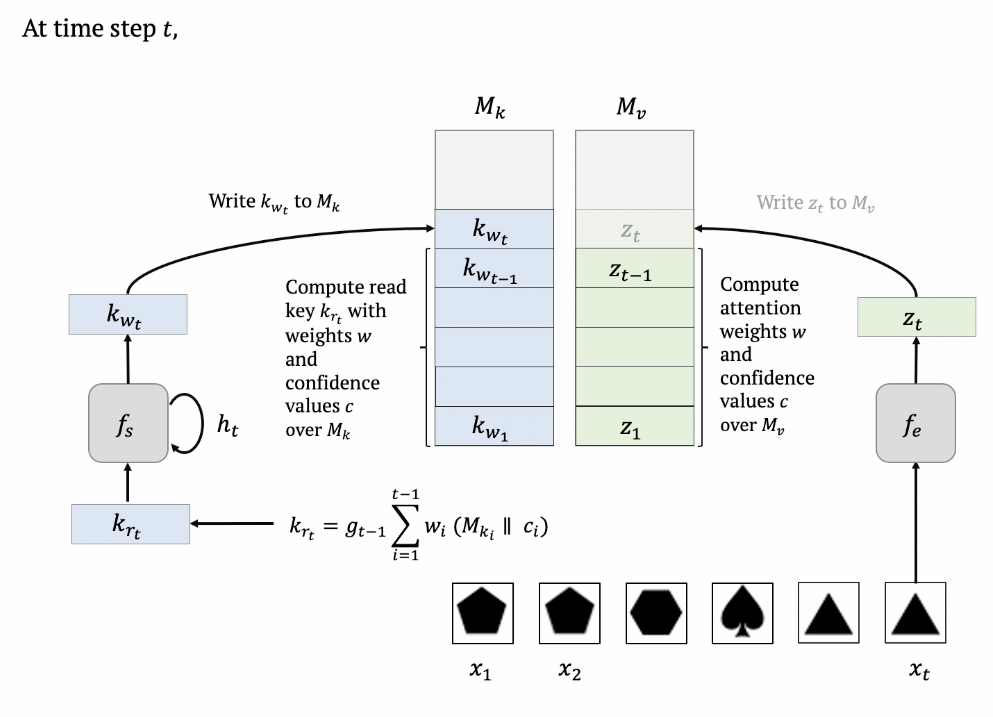 At time step t,
M_k
M_v
Write k_{w_t} to M_k
Write z_t to M_v
k_{w_t}
z_t
k_{w_{t-1}}
z_{t-1}
k_{w_1}
z_1
Compute read
key k_{r_t} with
weights w
and
confidence
values c
over M_k
Compute
attention
weights w
and
confidence
values c
over M_v
k_{w_t}
z_t
f_s
h_t
f_e
k_{r_t}
k_{r_t} = g_{t-1} \sum_{i=1}^{t-1} w_i (M_{k_i} ∥ c_i)
x_1
x_2
x_t